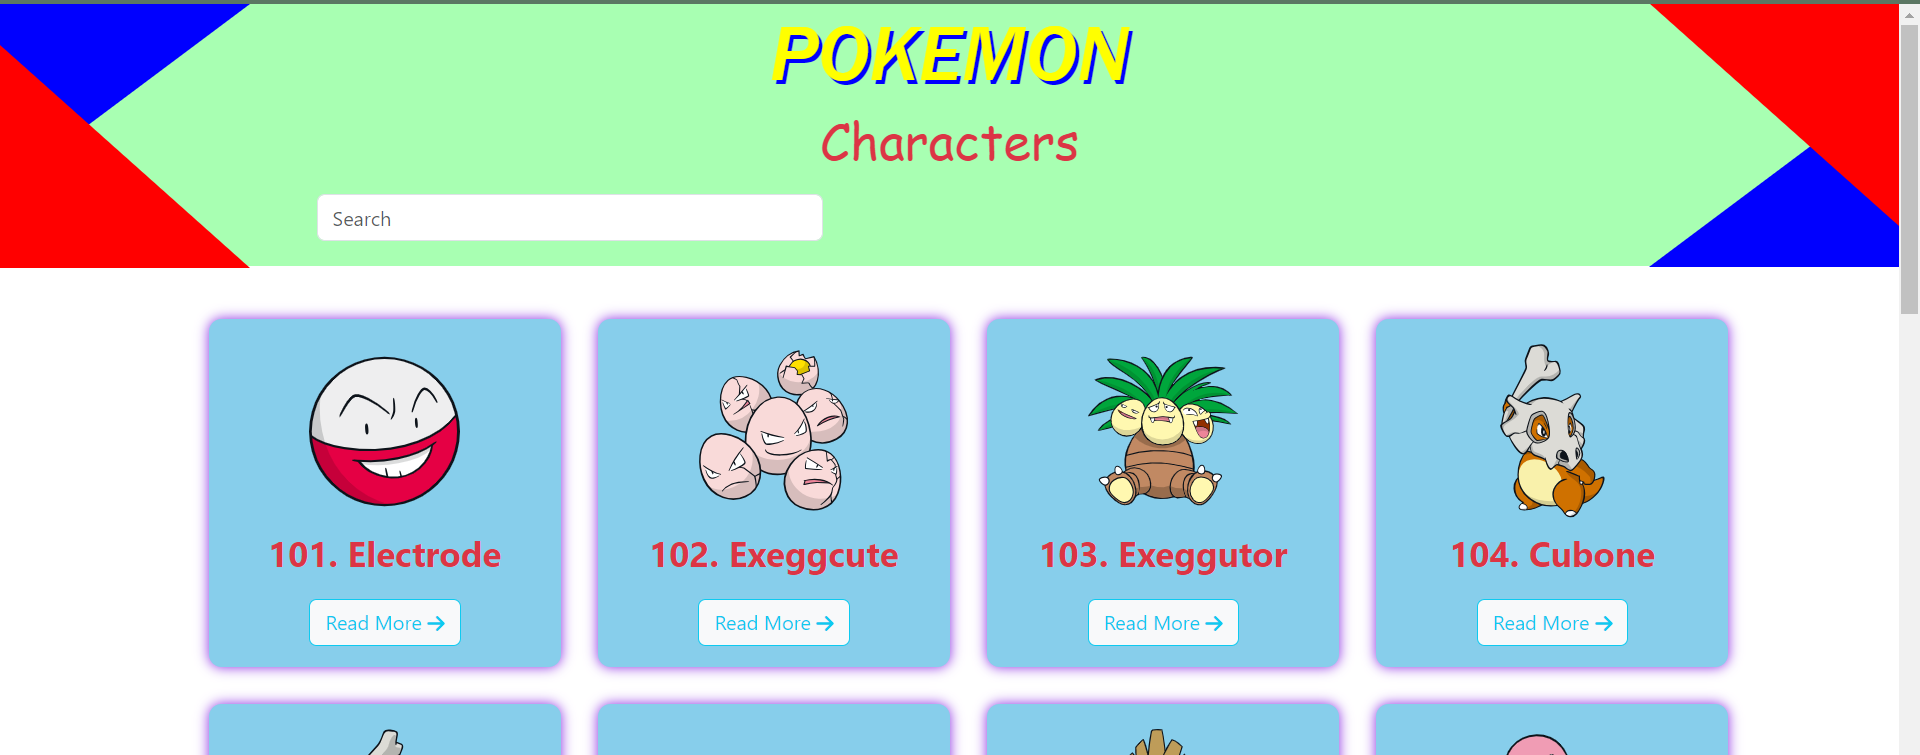 POKEMON
Characters
Search
101. Electrode
102. Exeggcute
103. Exeggutor
104. Cubone
Read More
Read More
Read More
Read More